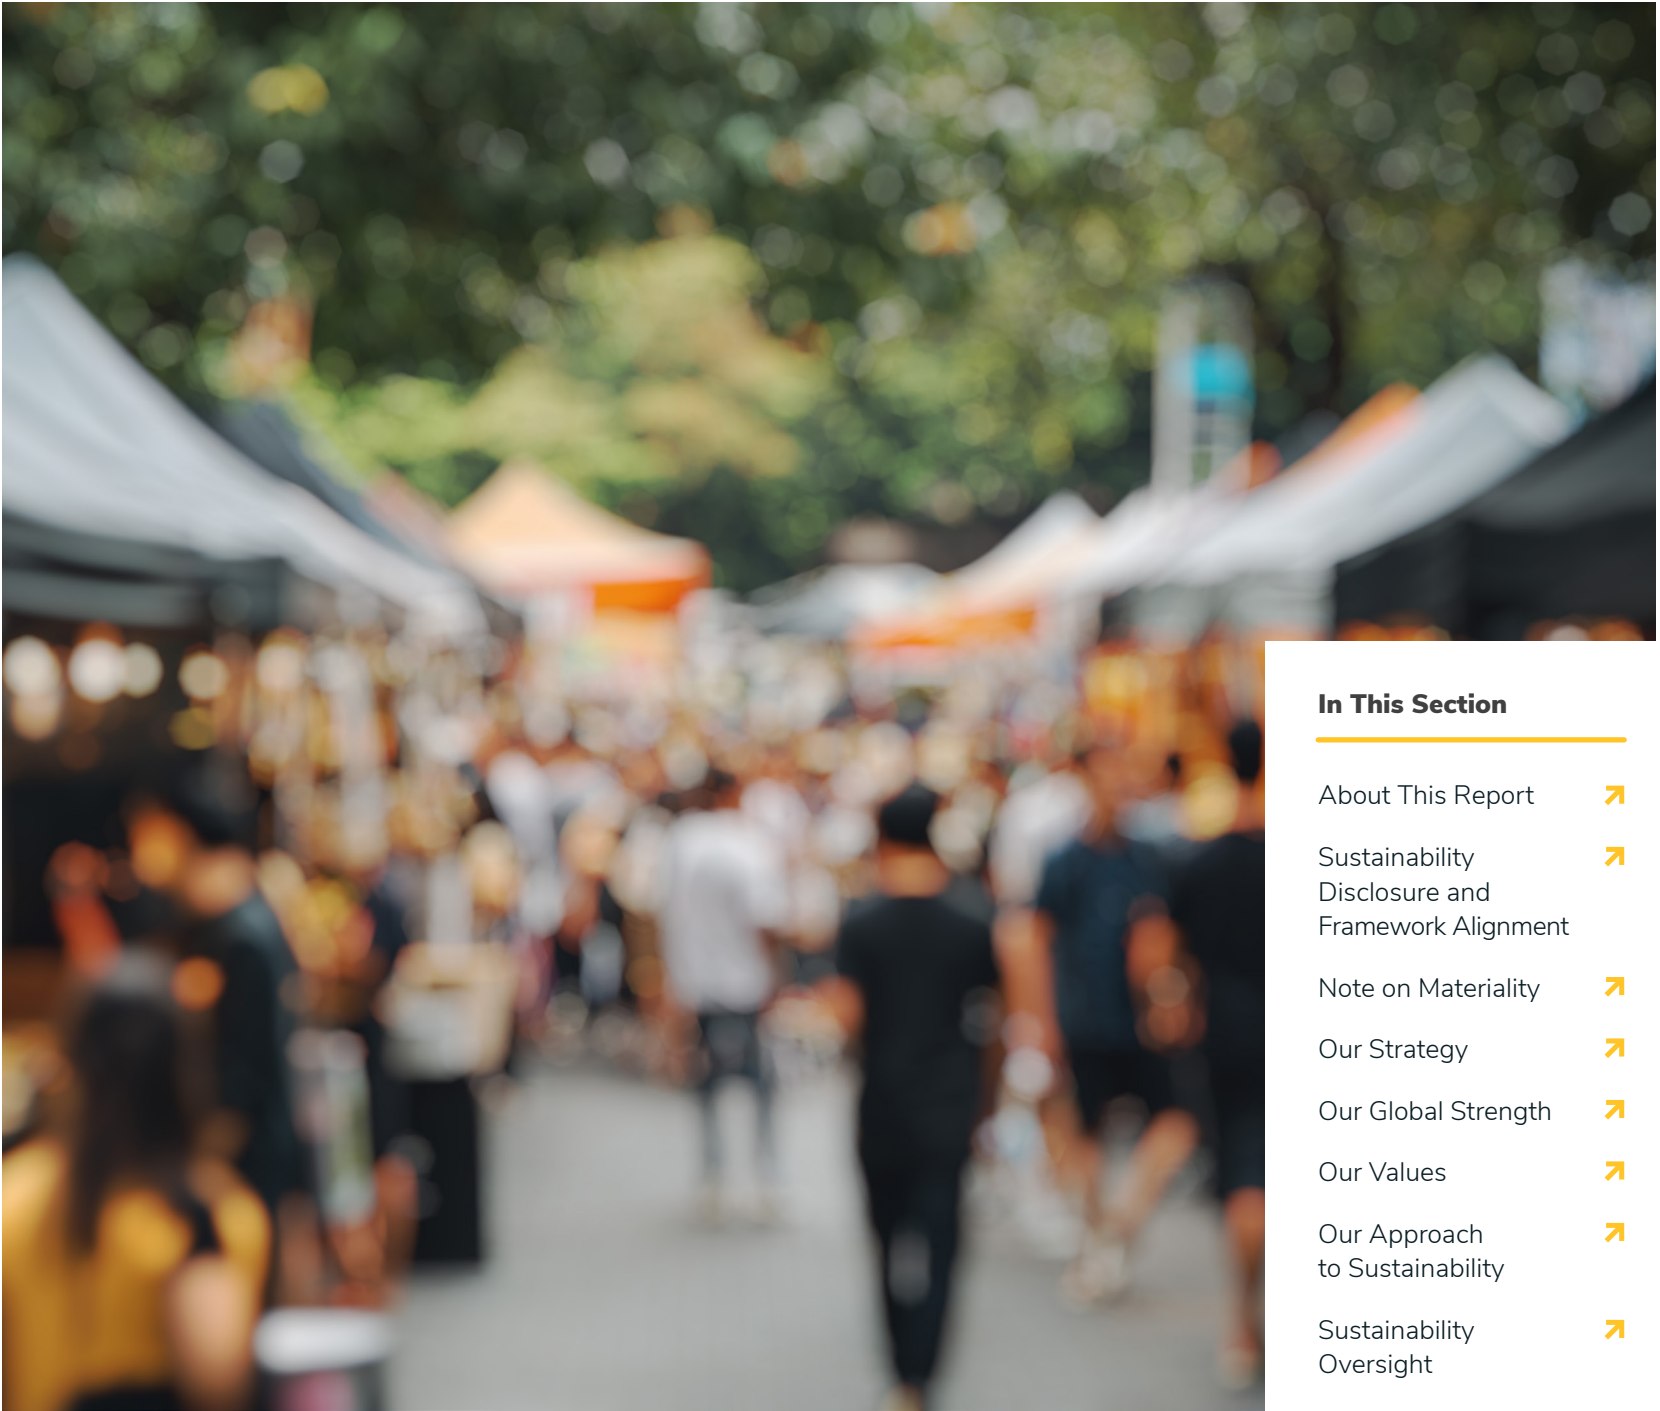 In This Section
About This Report
Sustainability
Disclosure and
Framework Alignment
Note on Materiality
Our Strategy
Our Global Strength
Our Values
Our Approach
to Sustainability
Sustainability
Oversight